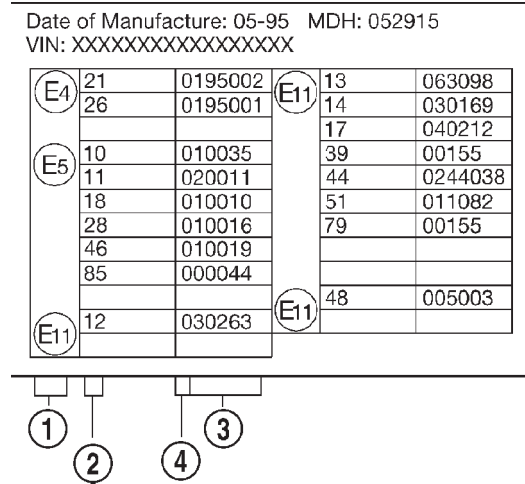 Date of Manufacture: 05-95 MDH: 052915
VIN: XXXXXXXXXXXXXXXXX
E4 21 0195002 E11 13 063098
26 0195001 14 030169
17 040212
E5 10 010035 39 00155
11 020011 44 0244038
18 010010 51 011082
28 010016 79 00155
46 010019
85 000044
E11 48 005003
E11 12 030263
1 2 4 3